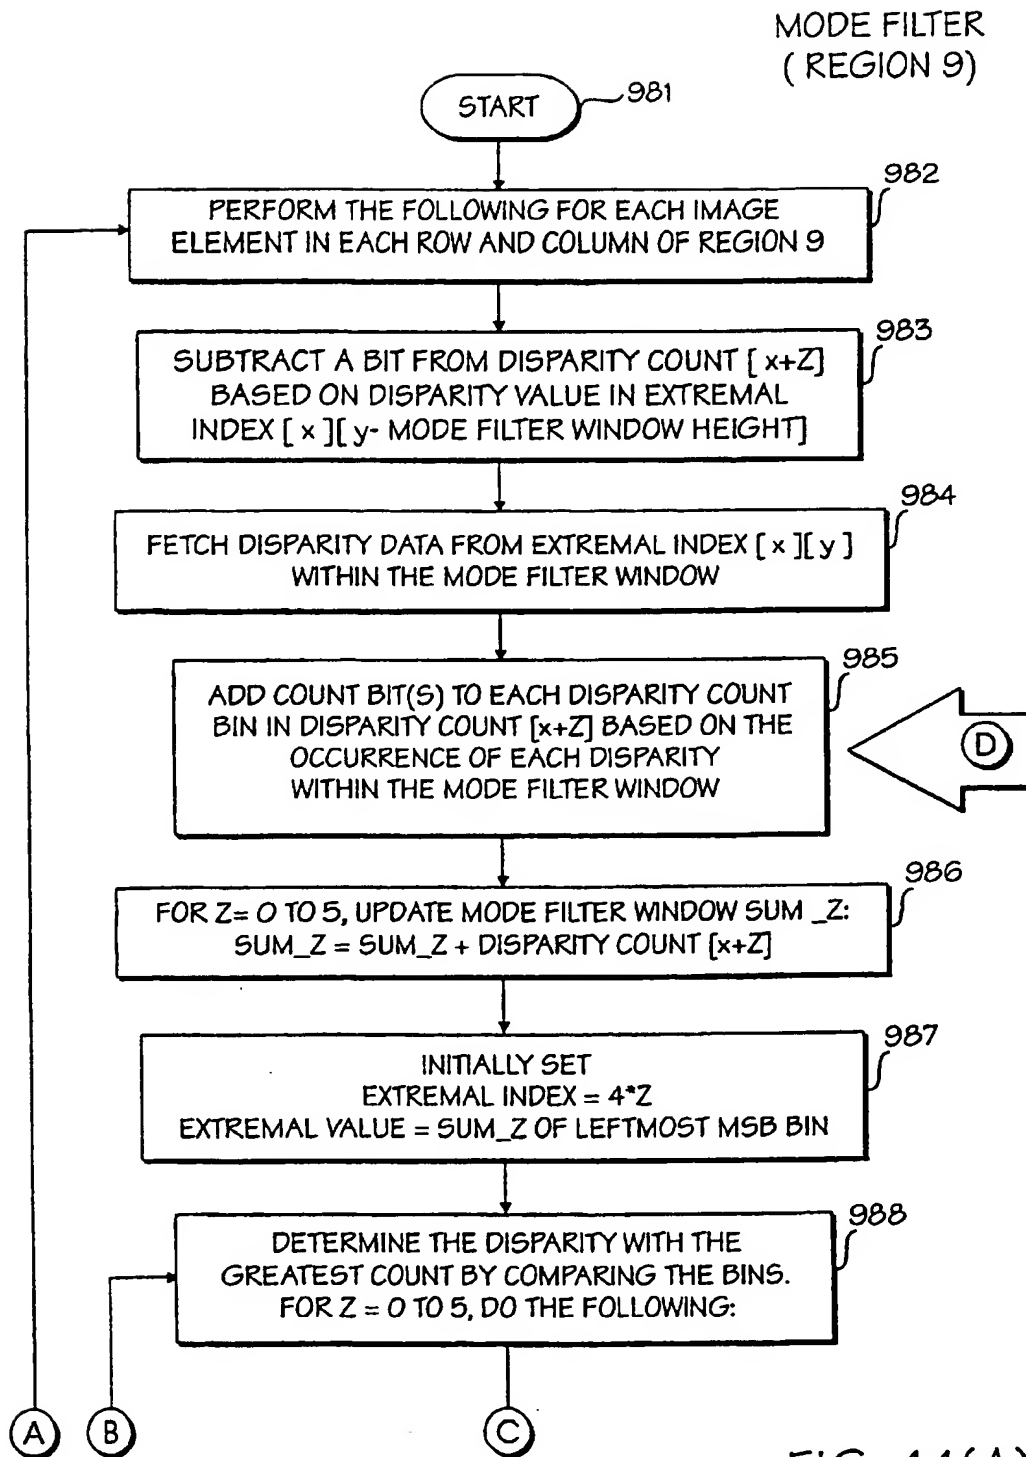 MODE FILTER
( REGION 9)
START
981
982
PERFORM THE FOLLOWING FOR EACH IMAGE
ELEMENT IN EACH ROW AND COLUMN OF REGION 9
983
SUBTRACT A BIT FROM DISPARITY COUNT [ x+Z]
BASED ON DISPARITY VALUE IN EXTREMAL
INDEX [ x ][ y- MODE FILTER WINDOW HEIGHT]
984
FETCH DISPARITY DATA FROM EXTREMAL INDEX [ x ][ y ]
WITHIN THE MODE FILTER WINDOW
985
ADD COUNT BIT(S) TO EACH DISPARITY COUNT
BIN IN DISPARITY COUNT [x+Z] BASED ON THE
OCCURRENCE OF EACH DISPARITY
WITHIN THE MODE FILTER WINDOW
D
986
FOR Z= 0 TO 5, UPDATE MODE FILTER WINDOW SUM _Z:
SUM_Z = SUM_Z + DISPARITY COUNT [x+Z]
987
INITIALLY SET
EXTREMAL INDEX = 4*Z
EXTREMAL VALUE = SUM_Z OF LEFTMOST MSB BIN
988
DETERMINE THE DISPARITY WITH THE
GREATEST COUNT BY COMPARING THE BINS.
FOR Z = 0 TO 5, DO THE FOLLOWING:
A B C